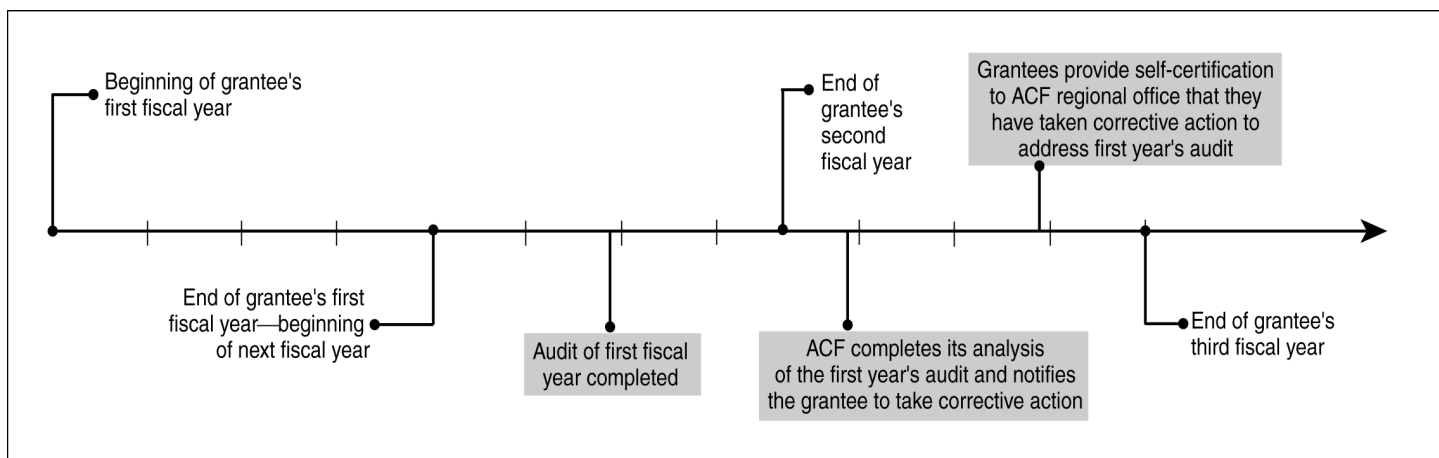 Beginning of grantee's
first fiscal year
End of
grantee's
second
fiscal year
Grantees provide self-certification
to ACF regional office that they
have taken corrective action to
address first year's audit
End of grantee's first
fiscal year—beginning
of next fiscal year
Audit of first fiscal
year completed
ACF completes its analysis
of the first year's audit and notifies
the grantee to take corrective action
End of grantee's
third fiscal year